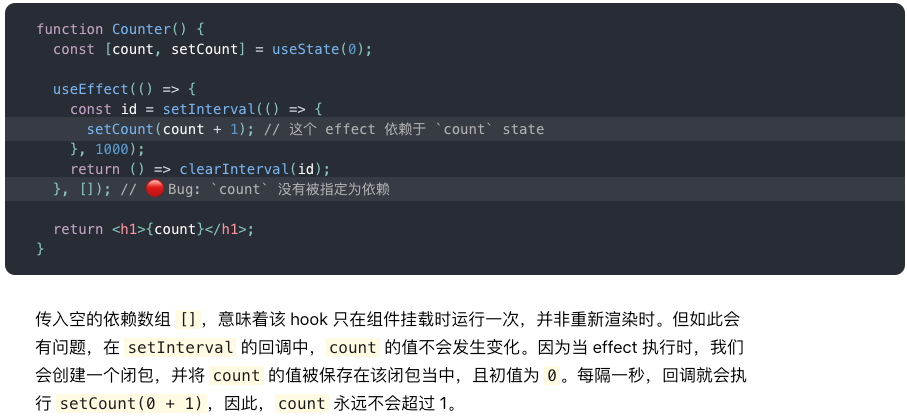 function Counter() {
  const [count, setCount] = useState(0);

  useEffect(() => {
    const id = setInterval(() => {
      setCount(count + 1); // 这个 effect 依赖于 `count` state
    }, 1000);
    return () => clearInterval(id);
  }, []); // 🔴 Bug: `count` 没有被指定为依赖

  return <h1>{count}</h1>;
}

传入空的依赖数组 []，意味着该 hook 只在组件挂载时运行一次，并非重新渲染时。但如此会
有问题，在 setInterval 的回调中，count 的值不会发生变化。因为当 effect 执行时，我们
会创建一个闭包，并将 count 的值被保存在该闭包当中，且初值为 0。每隔一秒，回调就会执
行 setCount(0 + 1)，因此，count 永远不会超过 1。